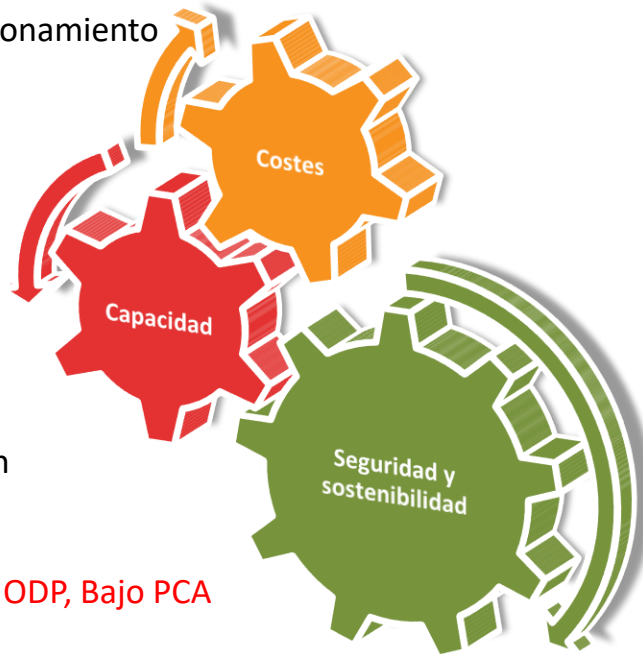 onamiento
Costes
Capacidad
n
Seguridad y
sostenibilidad
ODP, Bajo PCA